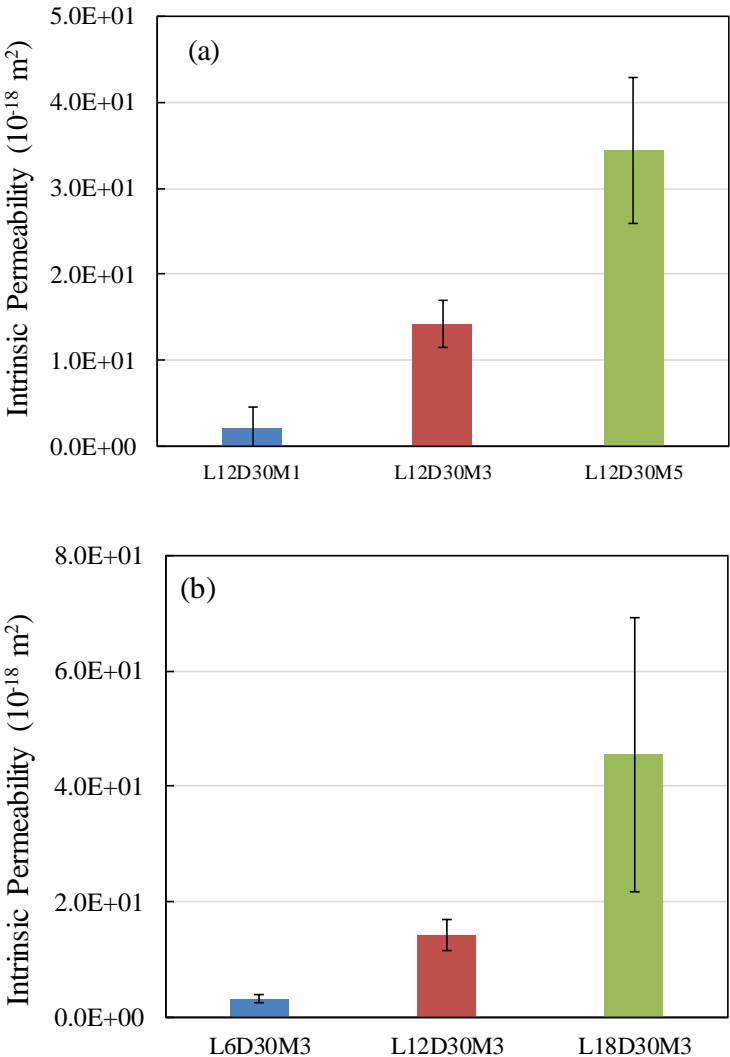 5.0E+01
(a)
4.0E+01
3.0E+01
2.0E+01
1.0E+01
0.0E+00
Intrinsic Permeability (10⁻¹⁸ m²)
L12D30M1 L12D30M3 L12D30M5
8.0E+01
(b)
6.0E+01
4.0E+01
2.0E+01
0.0E+00
Intrinsic Permeability (10⁻¹⁸ m²)
L6D30M3 L12D30M3 L18D30M3